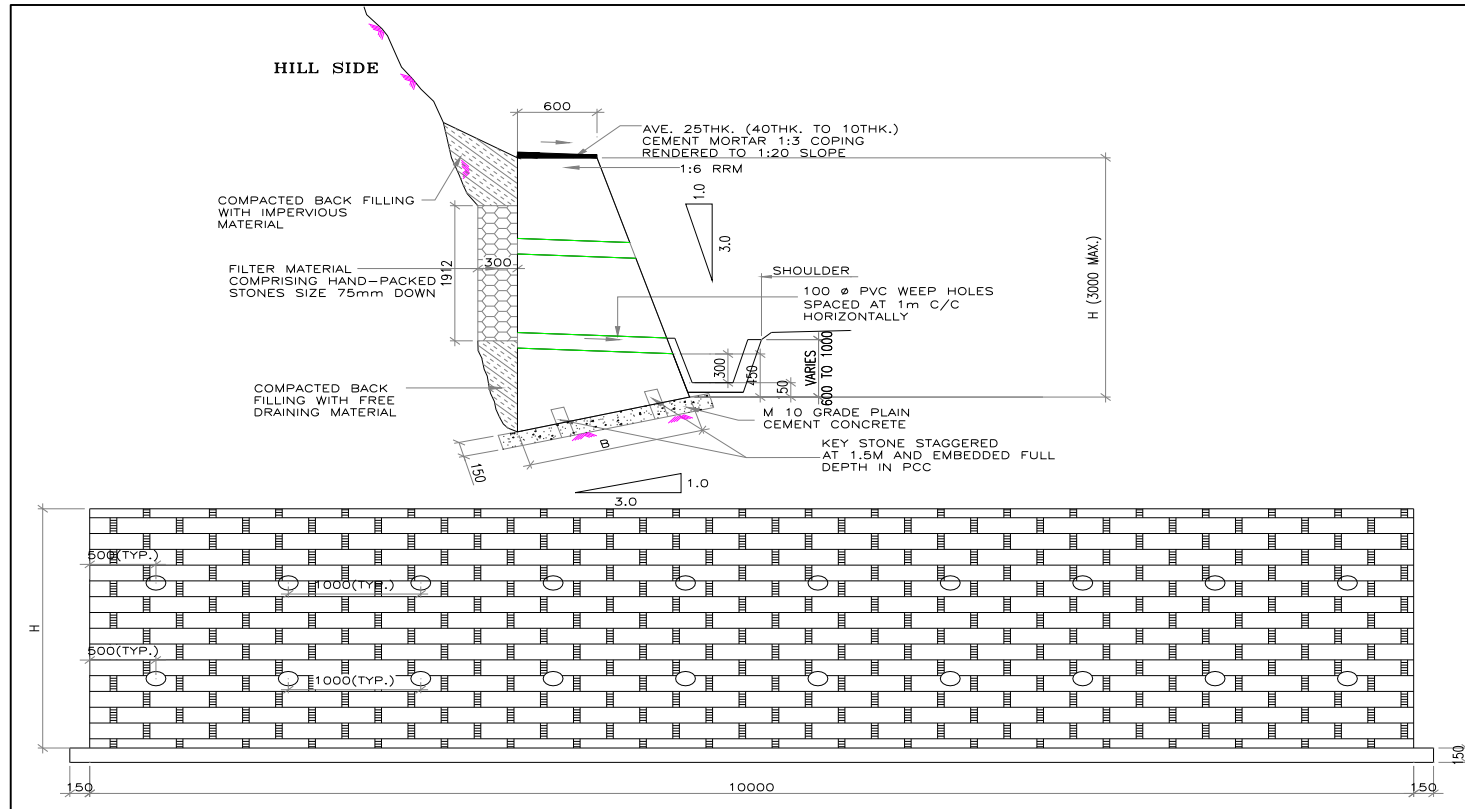 HILL SIDE
600
AVE. 25THK. (40THK. TO 10THK.)
CEMENT MORTAR 1:3 COPING
RENDERED TO 1:20 SLOPE
1:6 RRM
COMPACTED BACK FILLING
WITH IMPERVIOUS
MATERIAL
1.0
3.0
H (3000 MAX.)
FILTER MATERIAL
COMPRISING HAND-PACKED
STONES SIZE 75mm DOWN
1912
300
SHOULDER
100 ø PVC WEEP HOLES
SPACED AT 1m C/C
HORIZONTALLY
300
450
150
VARIES
600 TO 1000
COMPACTED BACK
FILLING WITH FREE
DRAINING MATERIAL
M 10 GRADE PLAIN
CEMENT CONCRETE
B
KEY STONE STAGGERED
AT 1.5M AND EMBEDDED FULL
DEPTH IN PCC
150
1.0
3.0
500(TYP.)
1000(TYP.)
H
500(TYP.)
1000(TYP.)
150
150
10000
150